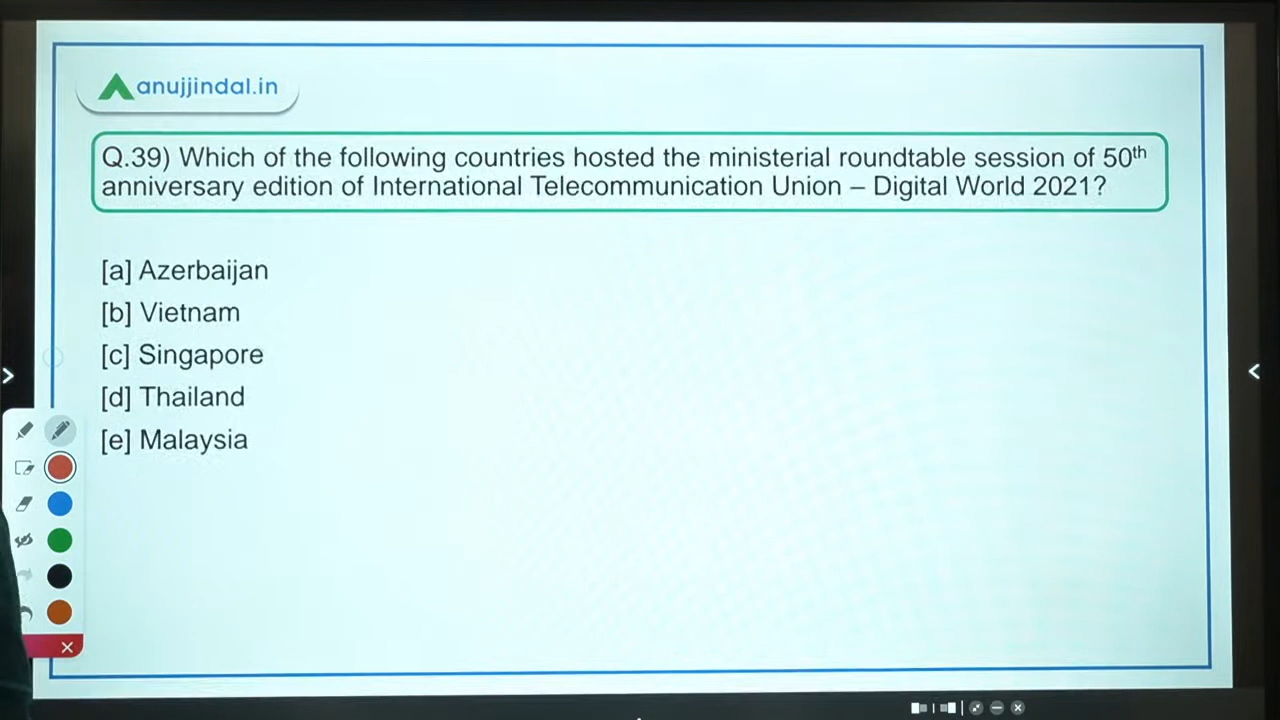 anujjindal.in
Q.39) Which of the following countries hosted the ministerial roundtable session of 50th
anniversary edition of International Telecommunication Union – Digital World 2021?
[a] Azerbaijan
[b] Vietnam
[c] Singapore
[d] Thailand
[e] Malaysia